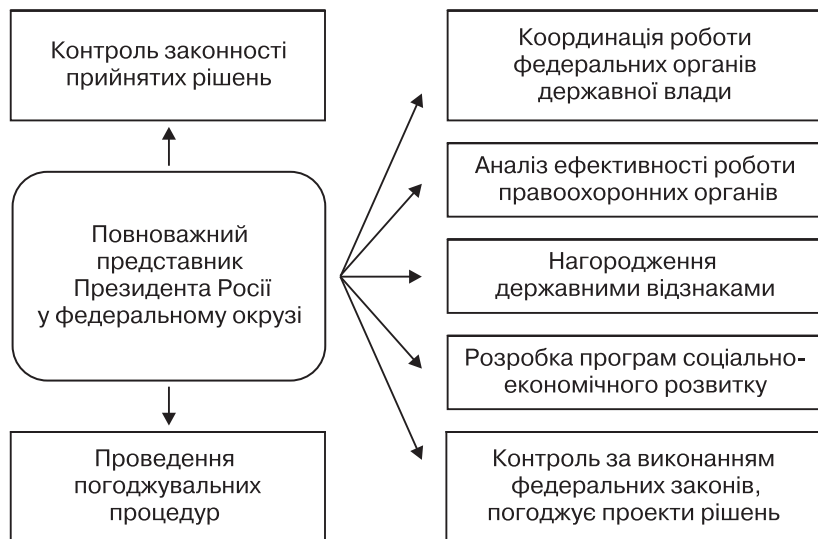 Контроль законності
прийнятих рішень
Повноважний
представник
Президента Росії
у федеральному окрузі
Проведення
погоджувальних
процедур
Координація роботи
федеральних органів
державної влади
Аналіз ефективності роботи
правоохоронних органів
Нагородження
державними відзнаками
Розробка програм соціально-
економічного розвитку
Контроль за виконанням
федеральних законів,
погоджує проекти рішень